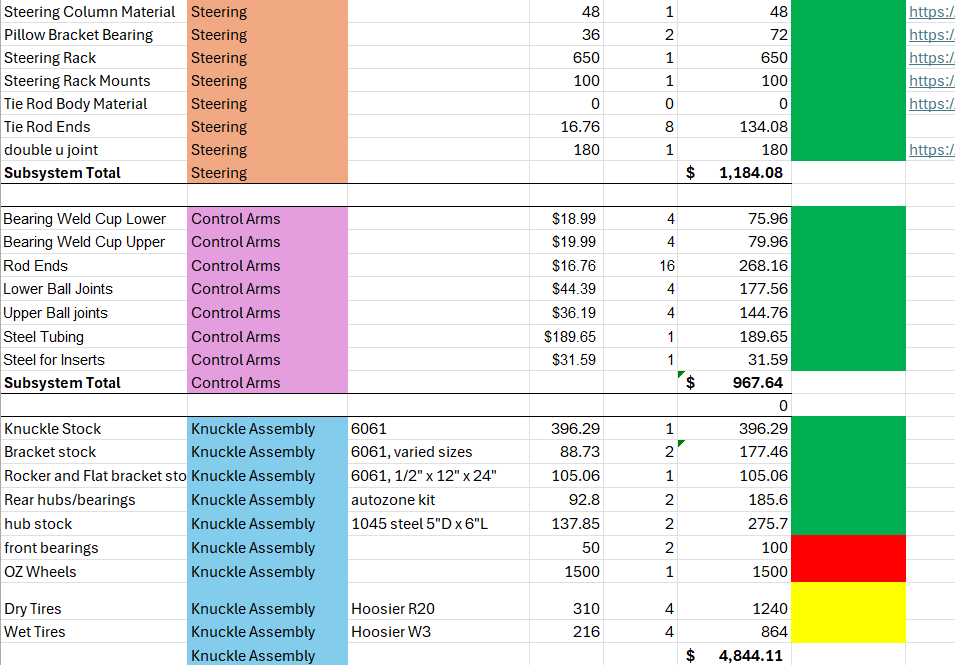 Steering Column Material Steering 48 1 48 https:/
Pillow Bracket Bearing Steering 36 2 72 https:/
Steering Rack Steering 650 1 650 https:/
Steering Rack Mounts Steering 100 1 100 https:/
Tie Rod Body Material Steering 0 0 0 https:/
Tie Rod Ends Steering 16.76 8 134.08
double u joint Steering 180 1 180 https:/
Subsystem Total Steering $ 1,184.08
Bearing Weld Cup Lower Control Arms $18.99 4 75.96
Bearing Weld Cup Upper Control Arms $19.99 4 79.96
Rod Ends Control Arms $16.76 16 268.16
Lower Ball Joints Control Arms $44.39 4 177.56
Upper Ball joints Control Arms $36.19 4 144.76
Steel Tubing Control Arms $189.65 1 189.65
Steel for Inserts Control Arms $31.59 1 31.59
Subsystem Total Control Arms $ 967.64
0
Knuckle Stock Knuckle Assembly 6061 396.29 1 396.29
Bracket stock Knuckle Assembly 6061, varied sizes 88.73 2 177.46
Rocker and Flat bracket sto Knuckle Assembly 6061, 1/2" x 12" x 24" 105.06 1 105.06
Rear hubs/bearings Knuckle Assembly autozone kit 92.8 2 185.6
hub stock Knuckle Assembly 1045 steel 5"D x 6"L 137.85 2 275.7
front bearings Knuckle Assembly 50 2 100
OZ Wheels Knuckle Assembly 1500 1 1500
Dry Tires Knuckle Assembly Hoosier R20 310 4 1240
Wet Tires Knuckle Assembly Hoosier W3 216 4 864
Knuckle Assembly $ 4,844.11